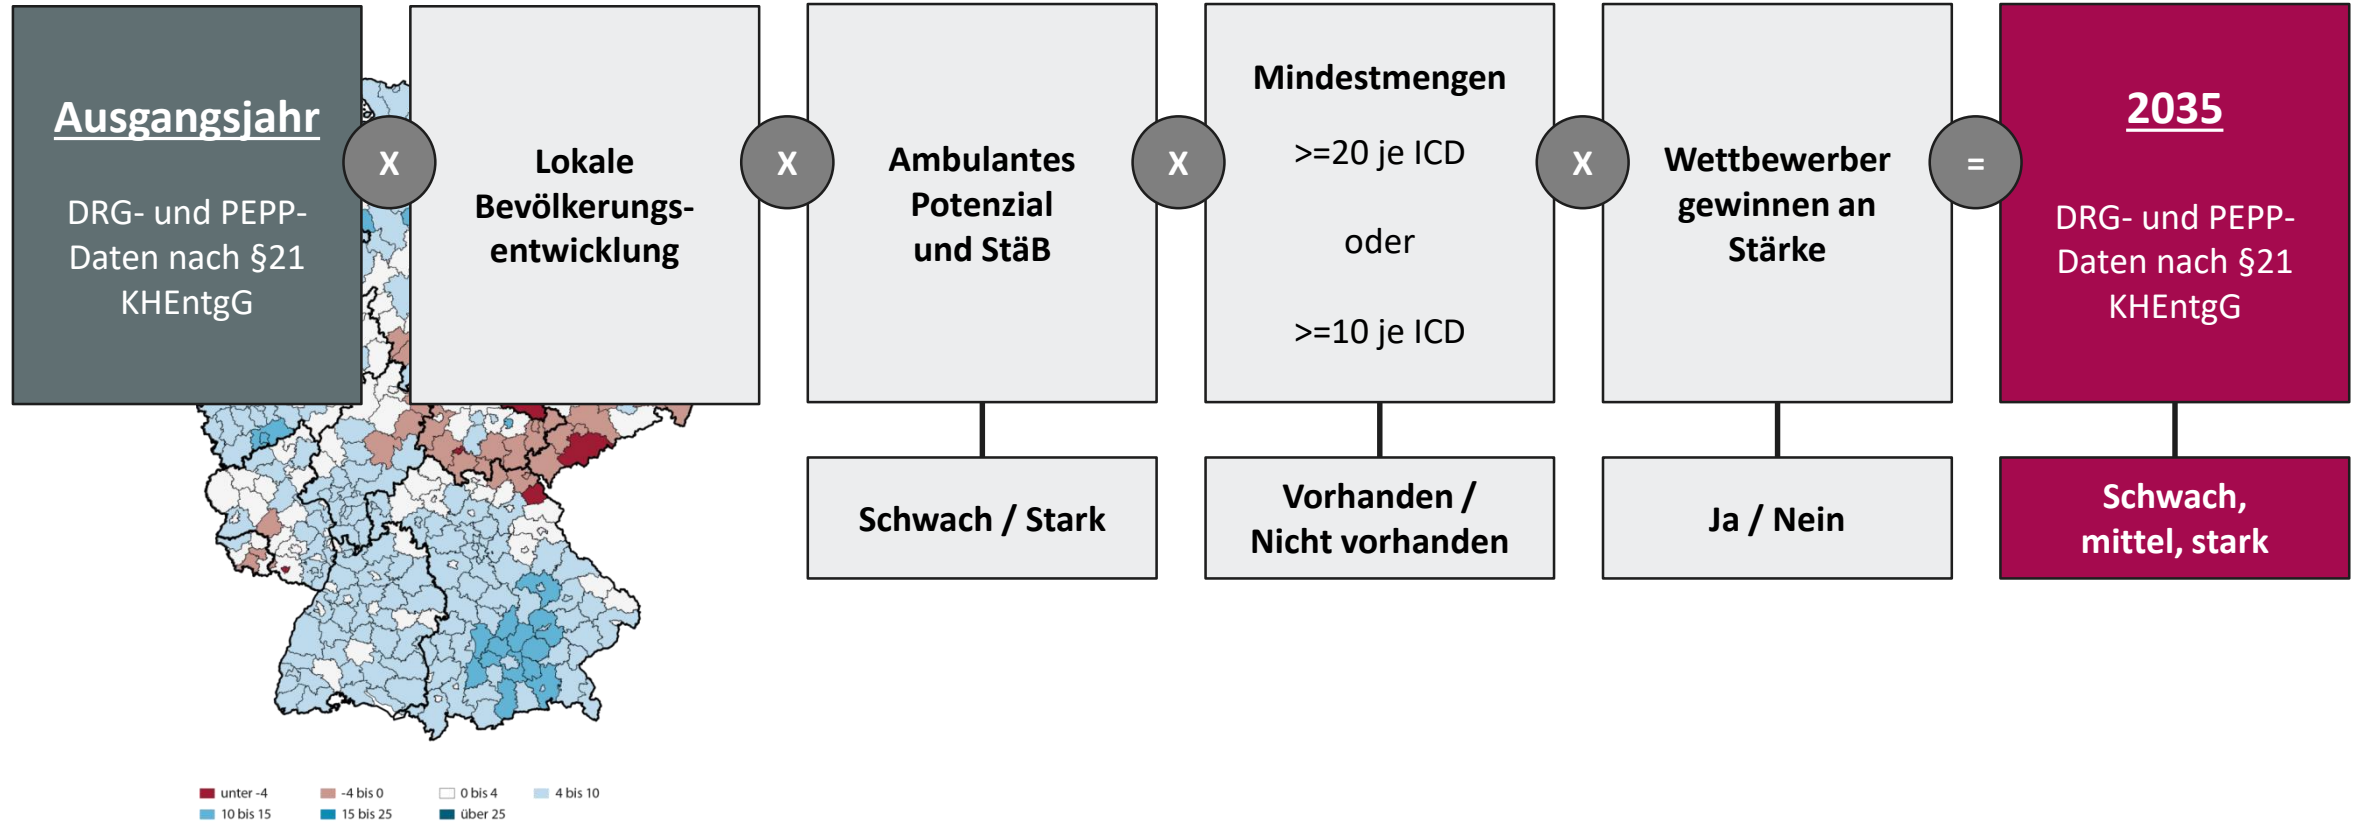 Ausgangsjahr
DRG- und PEPP-
Daten nach §21
KHEntgG
X
Lokale
Bevölkerungs-
entwicklung
X
Ambulantes
Potenzial
und StäB
X
Mindestmengen
>=20 je ICD
oder
>=10 je ICD
X
Wettbewerber
gewinnen an
Stärke
=
2035
DRG- und PEPP-
Daten nach §21
KHEntgG
Schwach / Stark
Vorhanden /
Nicht vorhanden
Ja / Nein
Schwach,
mittel, stark
unter -4
-4 bis 0
0 bis 4
4 bis 10
10 bis 15
15 bis 25
über 25